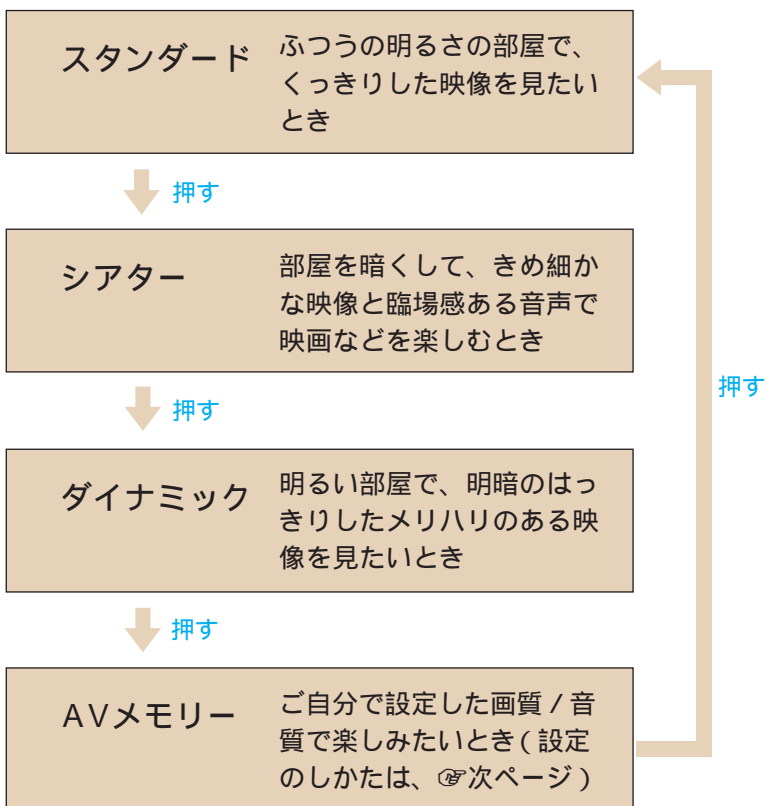 スタンダード
ふつうの明るさの部屋で、
くっきりした映像を見たい
とき
押す
シアター
部屋を暗くして、きめ細か
な映像と臨場感ある音声で
映画などを楽しむとき
押す
押す
ダイナミック
明るい部屋で、明暗のはっ
きりしたメリハリのある映
像を見たいとき
押す
AVメモリー
ご自分で設定した画質/音
質で楽しみたいとき(設定
のしかたは、☞次ページ)